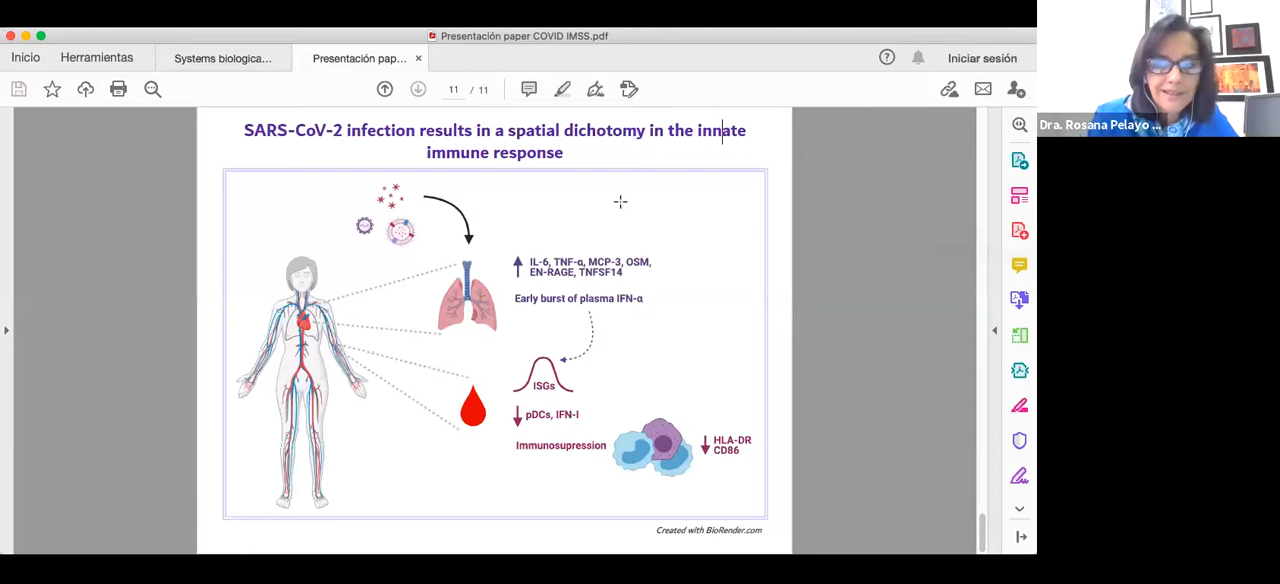 Presentación paper COVID IMSS.pdf
Inicio
Herramientas
Systems biologica...
Presentación pap...
×
Iniciar sesión
11 / 11
SARS-CoV-2 infection results in a spatial dichotomy in the innate
immune response
IL-6, TNF-α, MCP-3, OSM,
EN-RAGE, TNFSF14
Early burst of plasma IFN-α
ISGs
pDCs, IFN-I
Immunosupression
HLA-DR
CD86
Created with BioRender.com
Dra. Rosana Pelayo ...